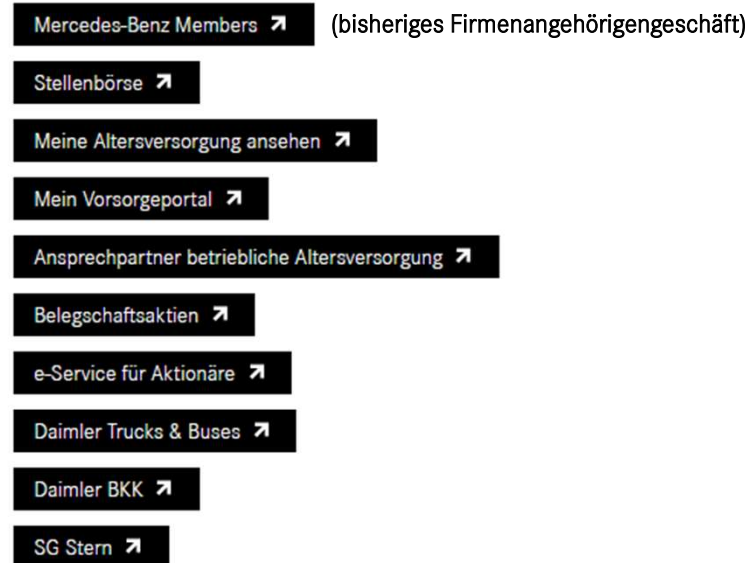 Mercedes-Benz Members (bisheriges Firmenangehörigengeschäft)
Stellenbörse
Meine Altersversorgung ansehen
Mein Vorsorgeportal
Ansprechpartner betriebliche Altersversorgung
Belegschaftsaktien
e-Service für Aktionäre
Daimler Trucks & Buses
Daimler BKK
SG Stern